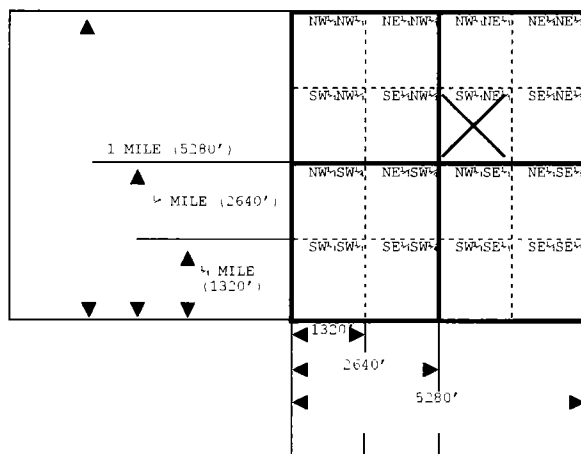 NW¼NW¼ NE¼NW¼ NW¼NE¼ NE¼NE¼
SW¼NW¼ SE¼NW¼ SW¼NE¼ SE¼NE¼
1 MILE (5280')
NW¼SW¼ NE¼SW¼ NW¼SE¼ NE¼SE¼
½ MILE (2640')
SW¼SW¼ SE¼SW¼ SW¼SE¼ SE¼SE¼
¼ MILE
(1320')
1320'
2640'
5280'